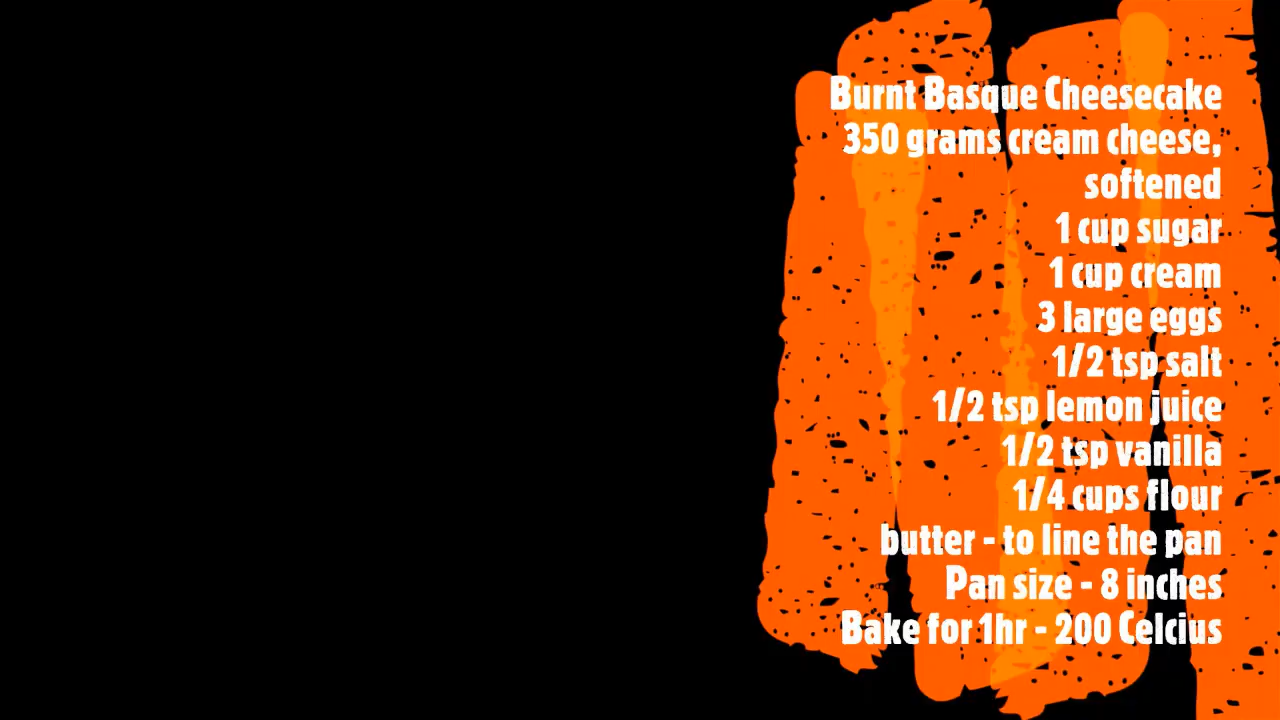 Burnt Basque Cheesecake
350 grams cream cheese,
softened
1 cup sugar
1 cup cream
3 large eggs
1/2 tsp salt
1/2 tsp lemon juice
1/2 tsp vanilla
1/4 cups flour
butter - to line the pan
Pan size - 8 inches
Bake for 1hr - 200 Celcius